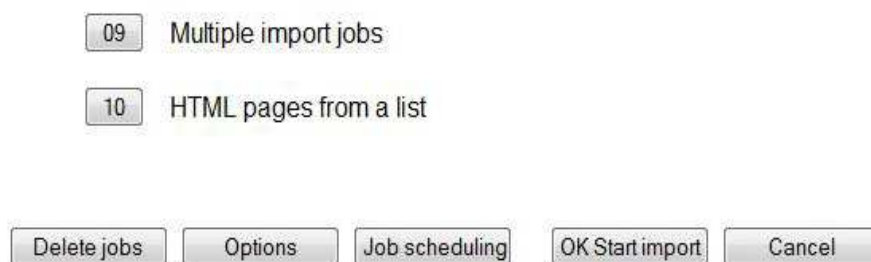 09 Multiple import jobs
10 HTML pages from a list
Delete jobs Options Job scheduling OK Start import Cancel